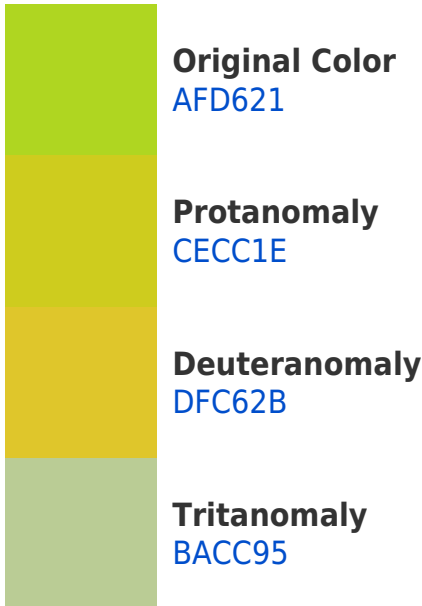 Original Color
AFD621
Protanomaly
CECC1E
Deuteranomaly
DFC62B
Tritanomaly
BACC95